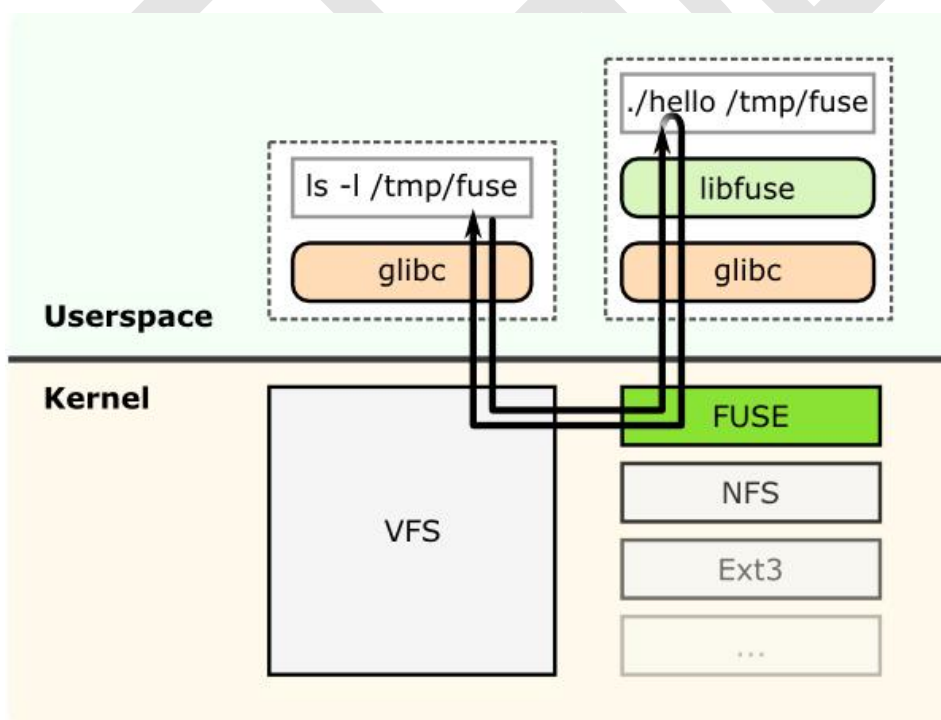 ./hello /tmp/fuse
ls -l /tmp/fuse
libfuse
glibc
glibc
Userspace
Kernel
FUSE
NFS
VFS
Ext3
...